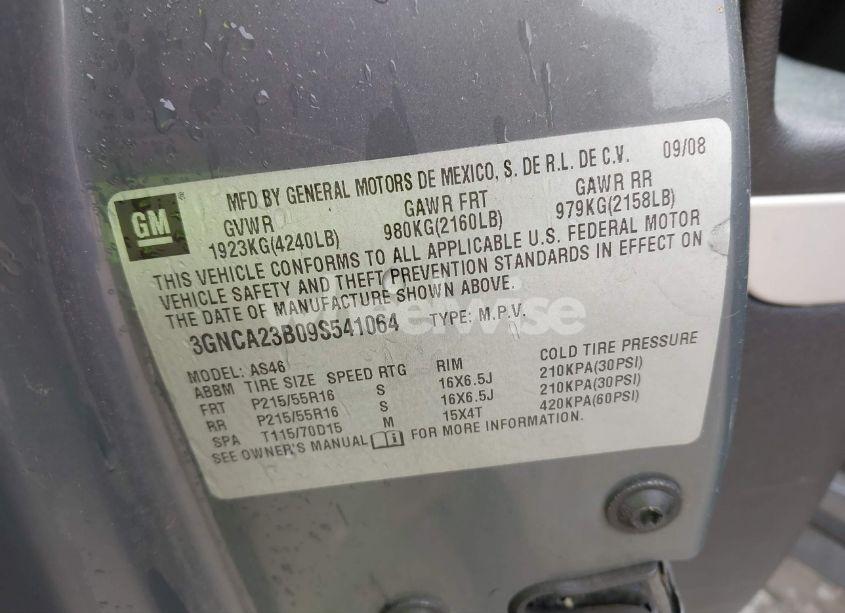 GM
MFD BY GENERAL MOTORS DE MEXICO, S. DE R.L. DE C.V. 09/08
GVWR GAWR FRT GAWR RR
1923KG(4240LB) 980KG(2160LB) 979KG(2158LB)
THIS VEHICLE CONFORMS TO ALL APPLICABLE U.S. FEDERAL MOTOR
VEHICLE SAFETY AND THEFT PREVENTION STANDARDS IN EFFECT ON
THE DATE OF MANUFACTURE SHOWN ABOVE.
3GNCA23B09S541064 TYPE: M.P.V.
MODEL: AS46
ABBM TIRE SIZE SPEED RTG RIM COLD TIRE PRESSURE
FRT P215/55R16 S 16X6.5J 210KPA(30PSI)
RR P215/55R16 S 16X6.5J 210KPA(30PSI)
SPA T115/70D15 M 15X4T 420KPA(60PSI)
SEE OWNER'S MANUAL FOR MORE INFORMATION.